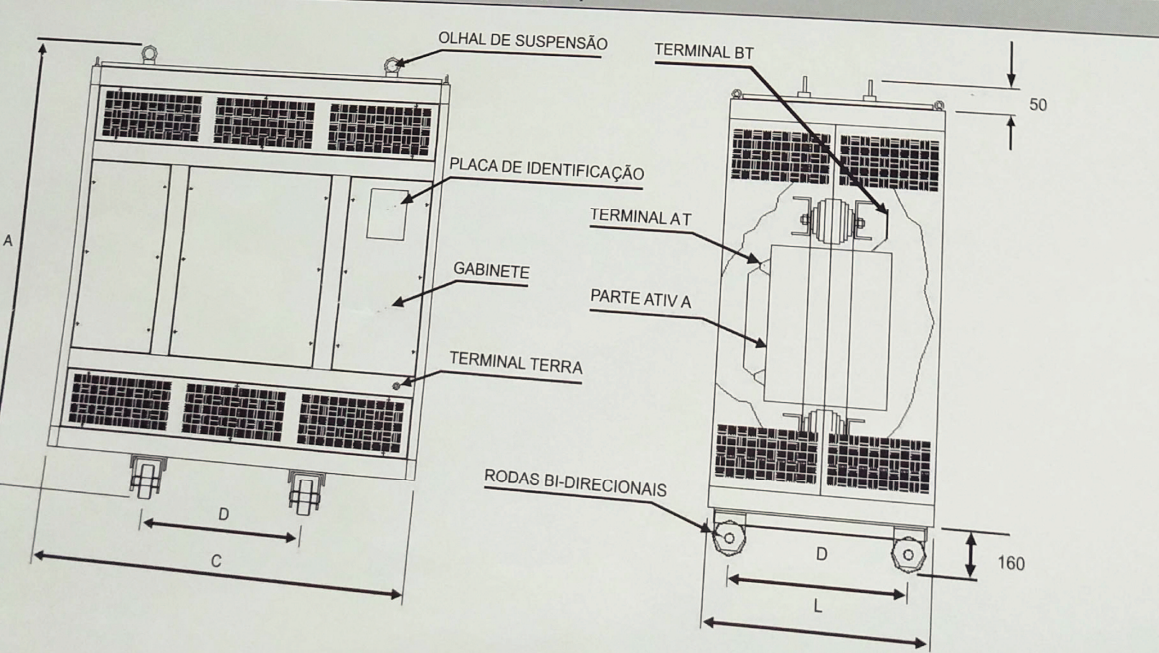 OLHAL DE SUSPENSÃO
TERMINAL BT
50
PLACA DE IDENTIFICAÇÃO
TERMINAL AT
A
GABINETE
PARTE ATIV A
TERMINAL TERRA
RODAS BI-DIRECIONAIS
D
C
D
160
L